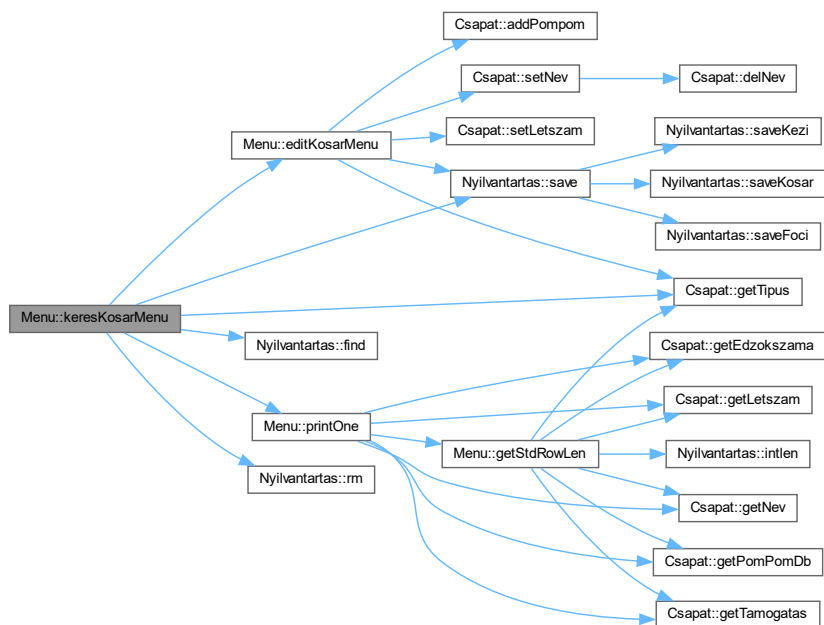 Csapat::addPompom
Csapat::setNev
Csapat::delNev
Menu::editKosarMenu
Csapat::setLetszam
Nyilvantartas::saveKezi
Nyilvantartas::save
Nyilvantartas::saveKosar
Nyilvantartas::saveFoci
Csapat::getTipus
Menu::keresKosarMenu
Nyilvantartas::find
Csapat::getEdzokszama
Csapat::getLetszam
Menu::printOne
Menu::getStdRowLen
Nyilvantartas::intlen
Nyilvantartas::rm
Csapat::getNev
Csapat::getPomPomDb
Csapat::getTamogatas